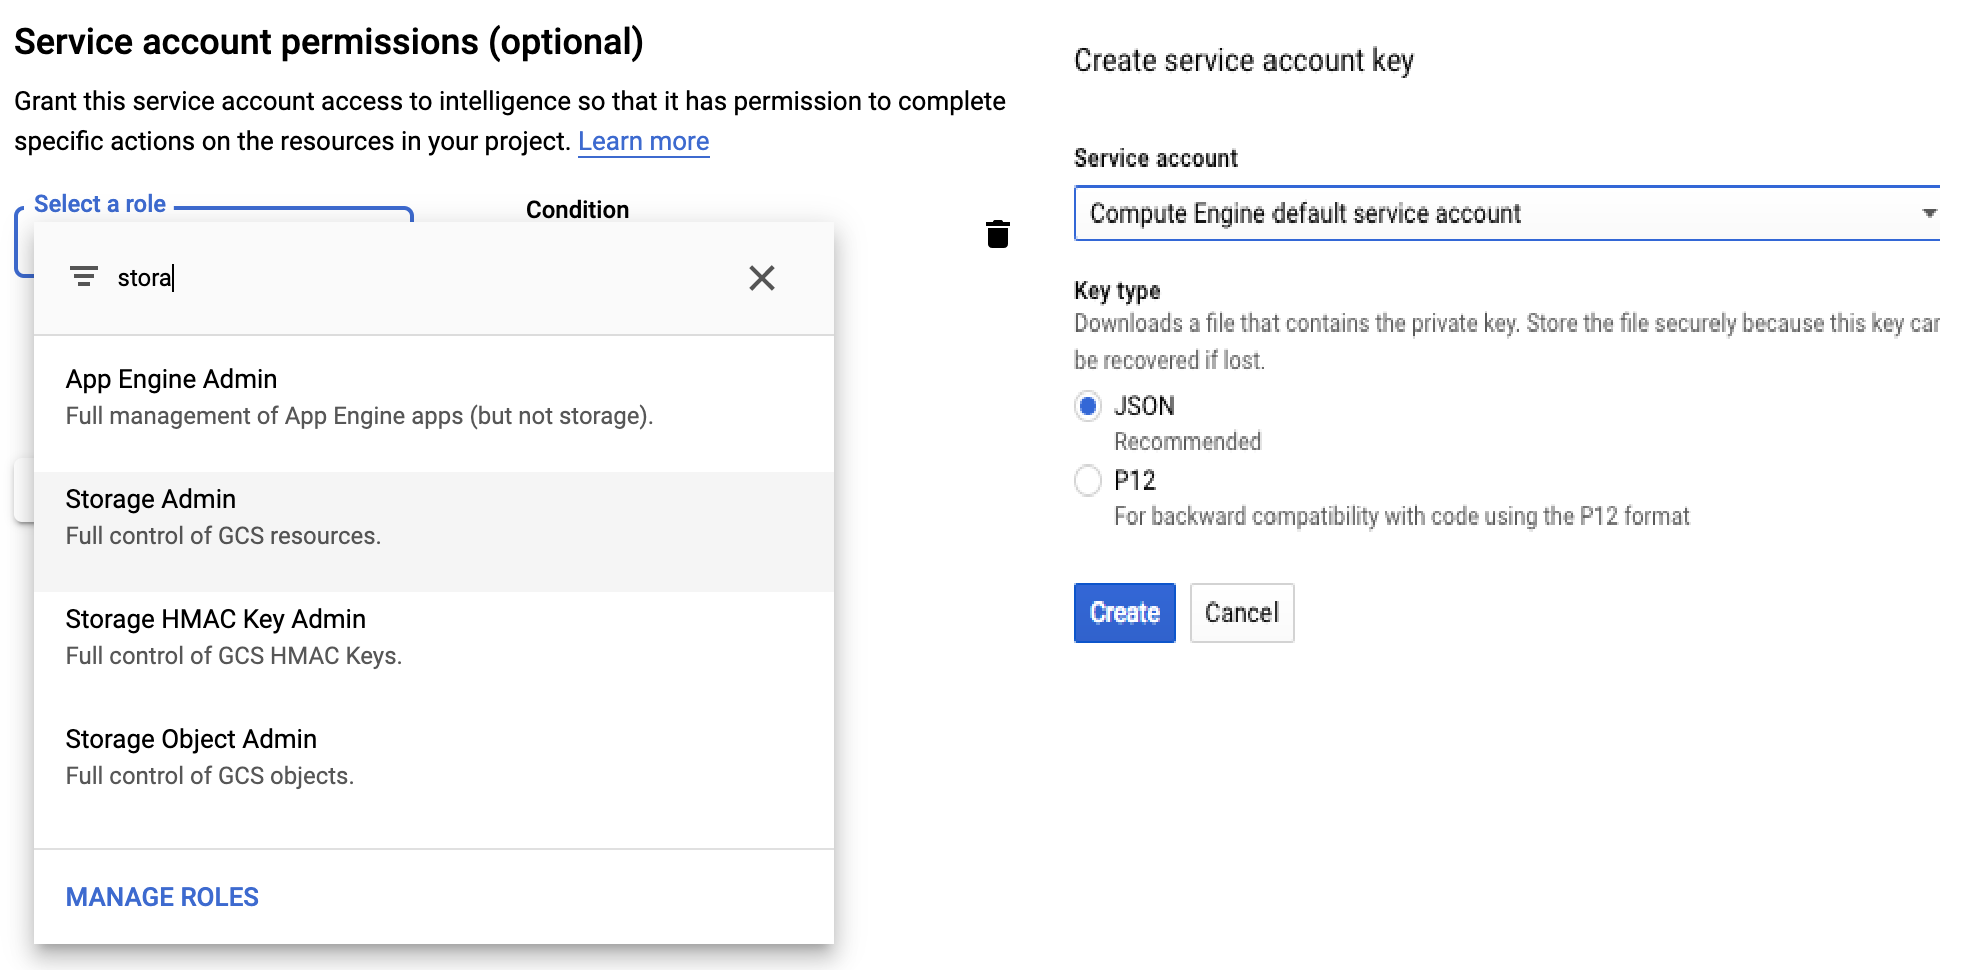 Service account permissions (optional)
Grant this service account access to intelligence so that it has permission to complete
specific actions on the resources in your project. Learn more
Select a role
Condition
stora
App Engine Admin
Full management of App Engine apps (but not storage).
Storage Admin
Full control of GCS resources.
Storage HMAC Key Admin
Full control of GCS HMAC Keys.
Storage Object Admin
Full control of GCS objects.
MANAGE ROLES
Create service account key
Service account
Compute Engine default service account
Key type
Downloads a file that contains the private key. Store the file securely because this key
be recovered if lost.
JSON
Recommended
P12
For backward compatibility with code using the P12 format
Create
Cancel